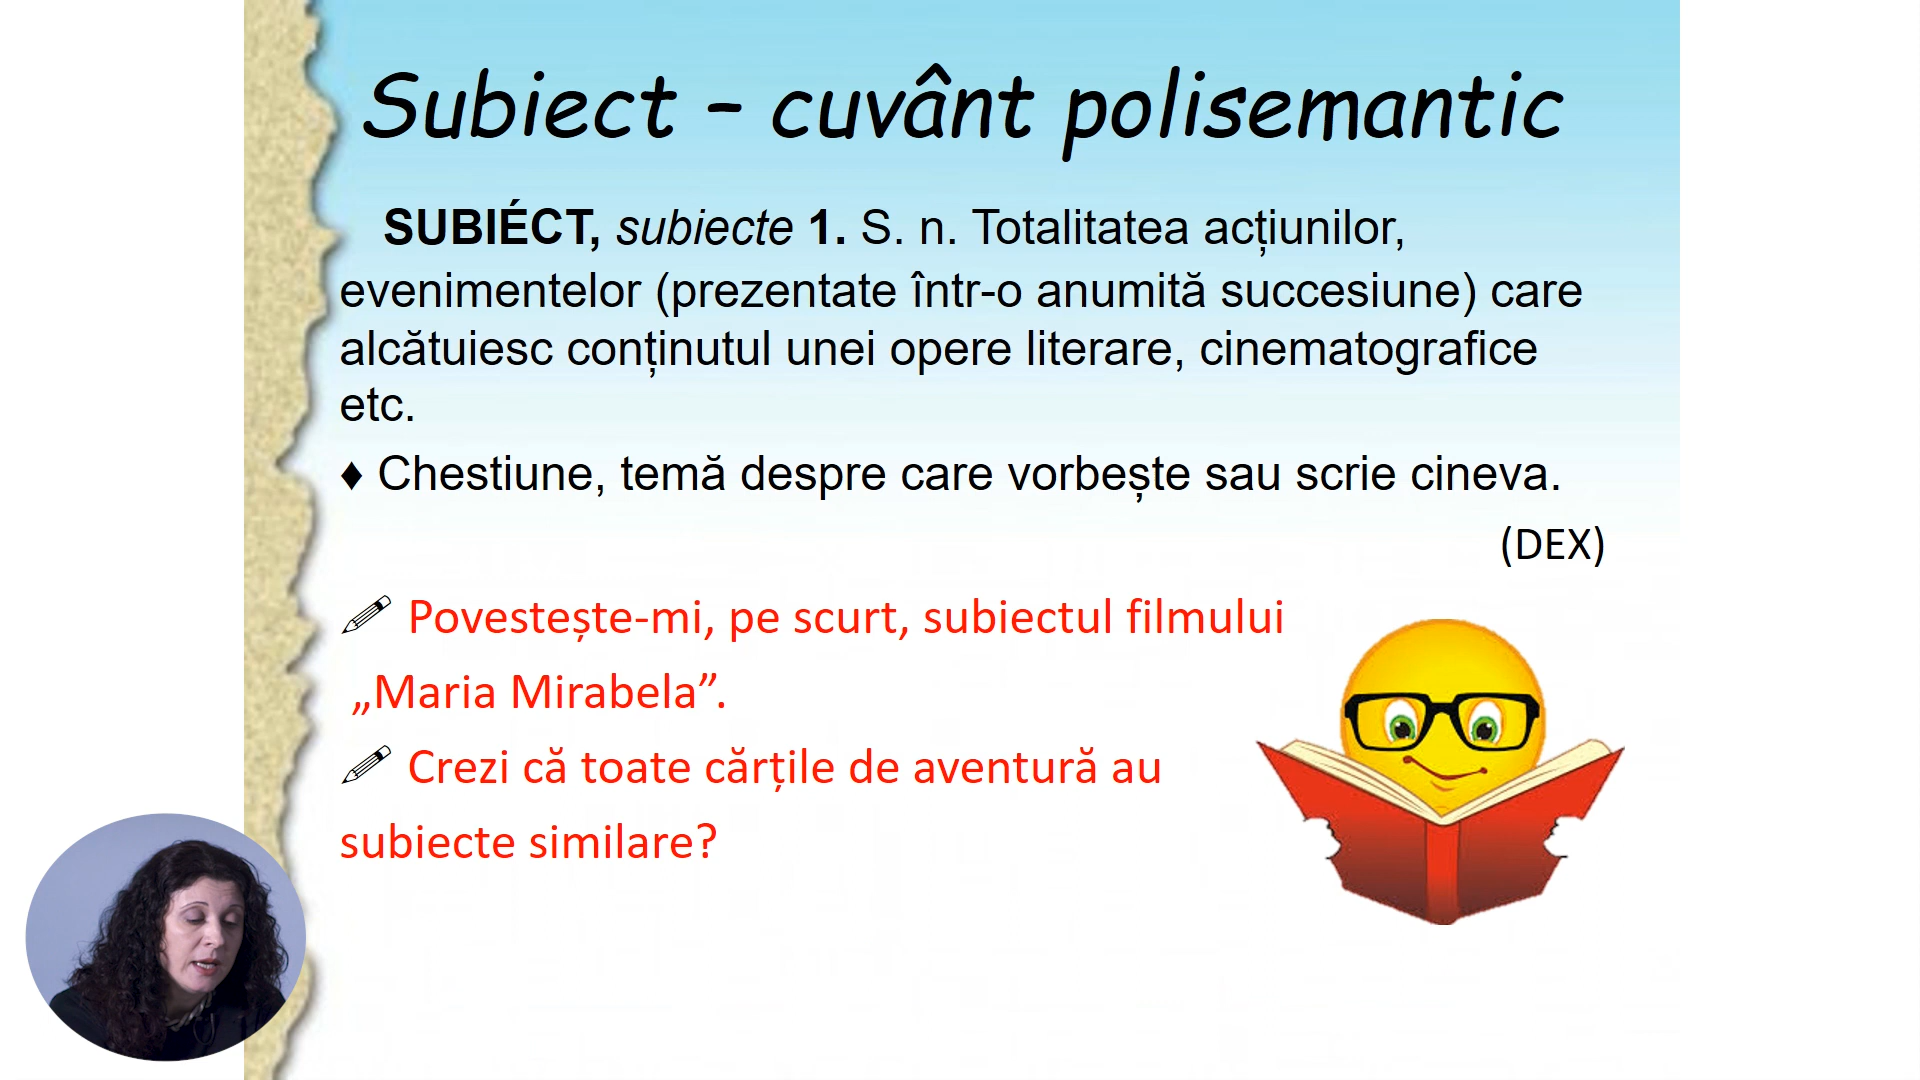 Subiect – cuvânt polisemantic
SUBIÉCT, subiecte 1. S. n. Totalitatea acțiunilor,
evenimentelor (prezentate într-o anumită succesiune) care
alcătuiesc conținutul unei opere literare, cinematografice
etc.
♦ Chestiune, temă despre care vorbește sau scrie cineva.
(DEX)
Povestește-mi, pe scurt, subiectul filmului
„Maria Mirabela”.
Crezi că toate cărțile de aventură au
subiecte similare?